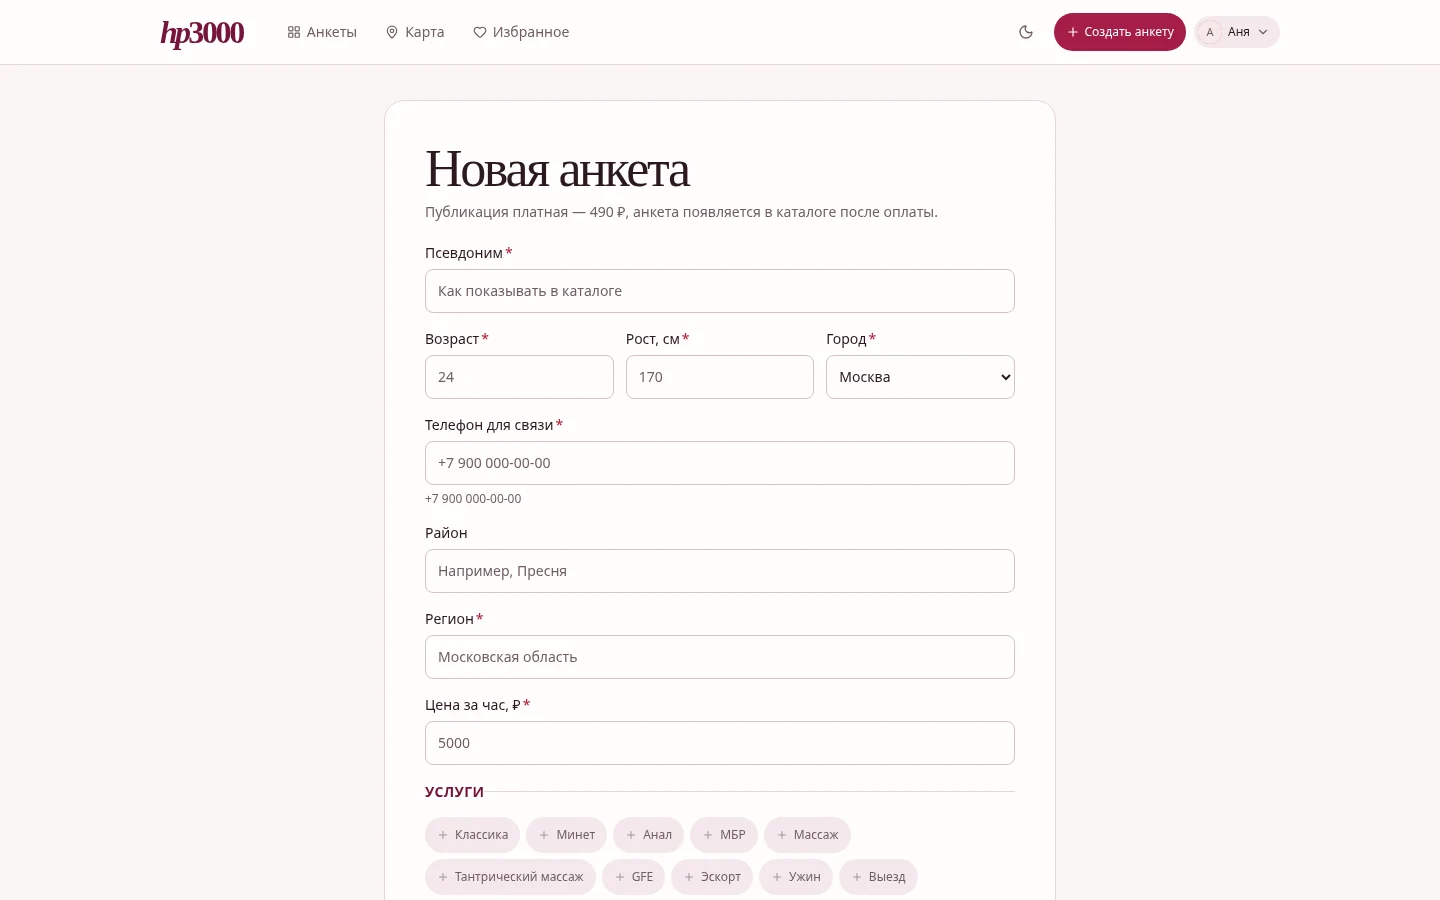 hp3000
Анкеты
Карта
Избранное
Создать анкету
А
Аня
Новая анкета
Публикация платная — 490 ₽, анкета появляется в каталоге после оплаты.
Псевдоним *
Как показывать в каталоге
Возраст * Рост, см * Город *
24 170 Москва
Телефон для связи *
+7 900 000-00-00
+7 900 000-00-00
Район
Например, Пресня
Регион *
Московская область
Цена за час, ₽ *
5000
УСЛУГИ
+ Классика + Минет + Анал + МБР + Массаж
+ Тантрический массаж + GFE + Эскорт + Ужин + Выезд